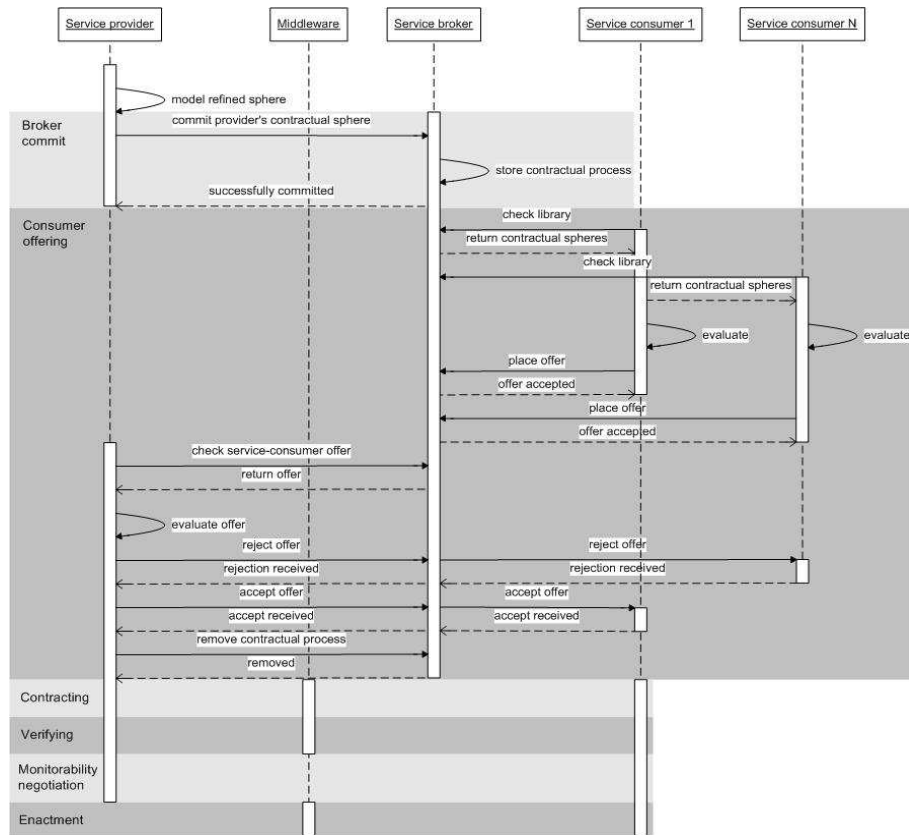 Service provider
Middleware
Service broker
Service consumer 1
Service consumer N
model refined sphere
Broker
commit
commit provider's contractual sphere
store contractual process
successfully committed
Consumer
offering
check library
return contractual spheres
check library
return contractual spheres
evaluate
evaluate
place offer
offer accepted
place offer
offer accepted
check service-consumer offer
return offer
evaluate offer
reject offer
reject offer
rejection received
rejection received
accept offer
accept offer
accept received
accept received
remove contractual process
removed
Contracting
Verifying
Monitorability
negotiation
Enactment